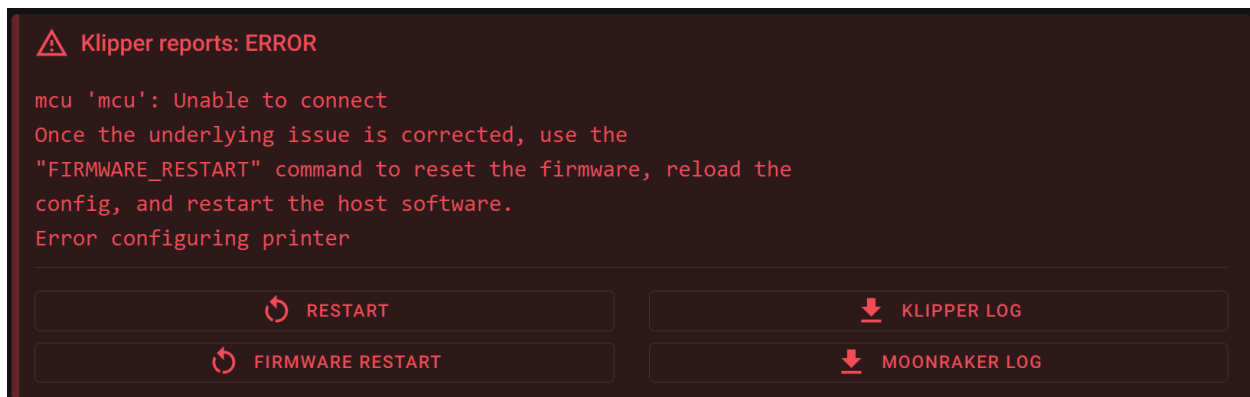 Klipper reports: ERROR
mcu 'mcu': Unable to connect
Once the underlying issue is corrected, use the
"FIRMWARE_RESTART" command to reset the firmware, reload the
config, and restart the host software.
Error configuring printer
RESTART
KLIPPER LOG
FIRMWARE RESTART
MOONRAKER LOG